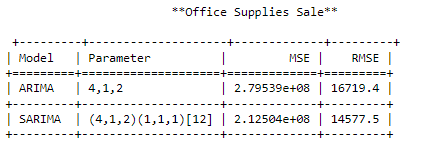 **Office Supplies Sale**
+---------+------------------+-------------+---------+
| Model | Parameter | MSE | RMSE |
+=========+==================+=============+=========+
| ARIMA | 4,1,2 | 2.79539e+08 | 16719.4 |
+---------+------------------+-------------+---------+
| SARIMA | (4,1,2)(1,1,1)[12] | 2.12504e+08 | 14577.5 |
+---------+------------------+-------------+---------+